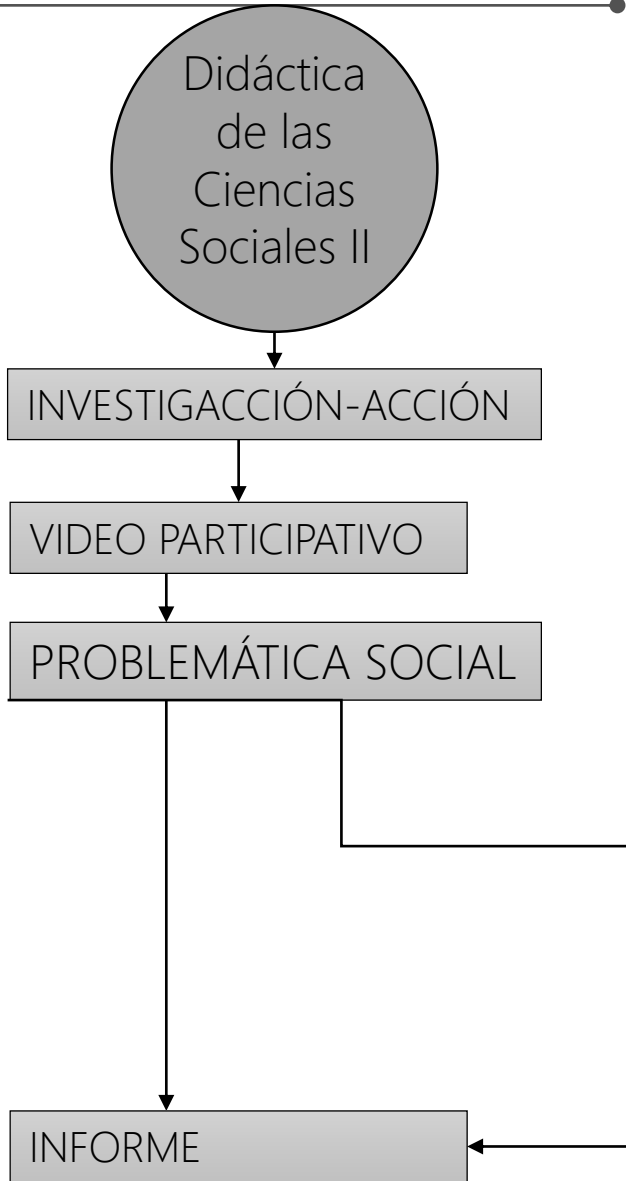 Didáctica
de las
Ciencias
Sociales II
INVESTIGACCIÓN-ACCIÓN
VIDEO PARTICIPATIVO
PROBLEMÁTICA SOCIAL
INFORME